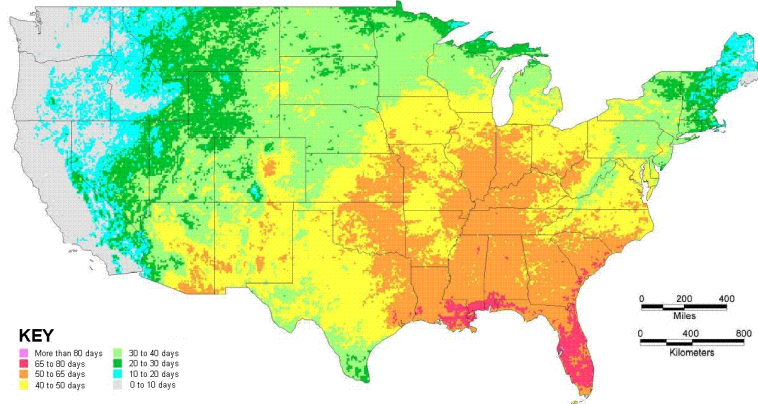 0 200 400
Miles
0 400 800
Kilometers
KEY
More than 80 days
65 to 80 days
50 to 65 days
40 to 50 days
30 to 40 days
20 to 30 days
10 to 20 days
0 to 10 days